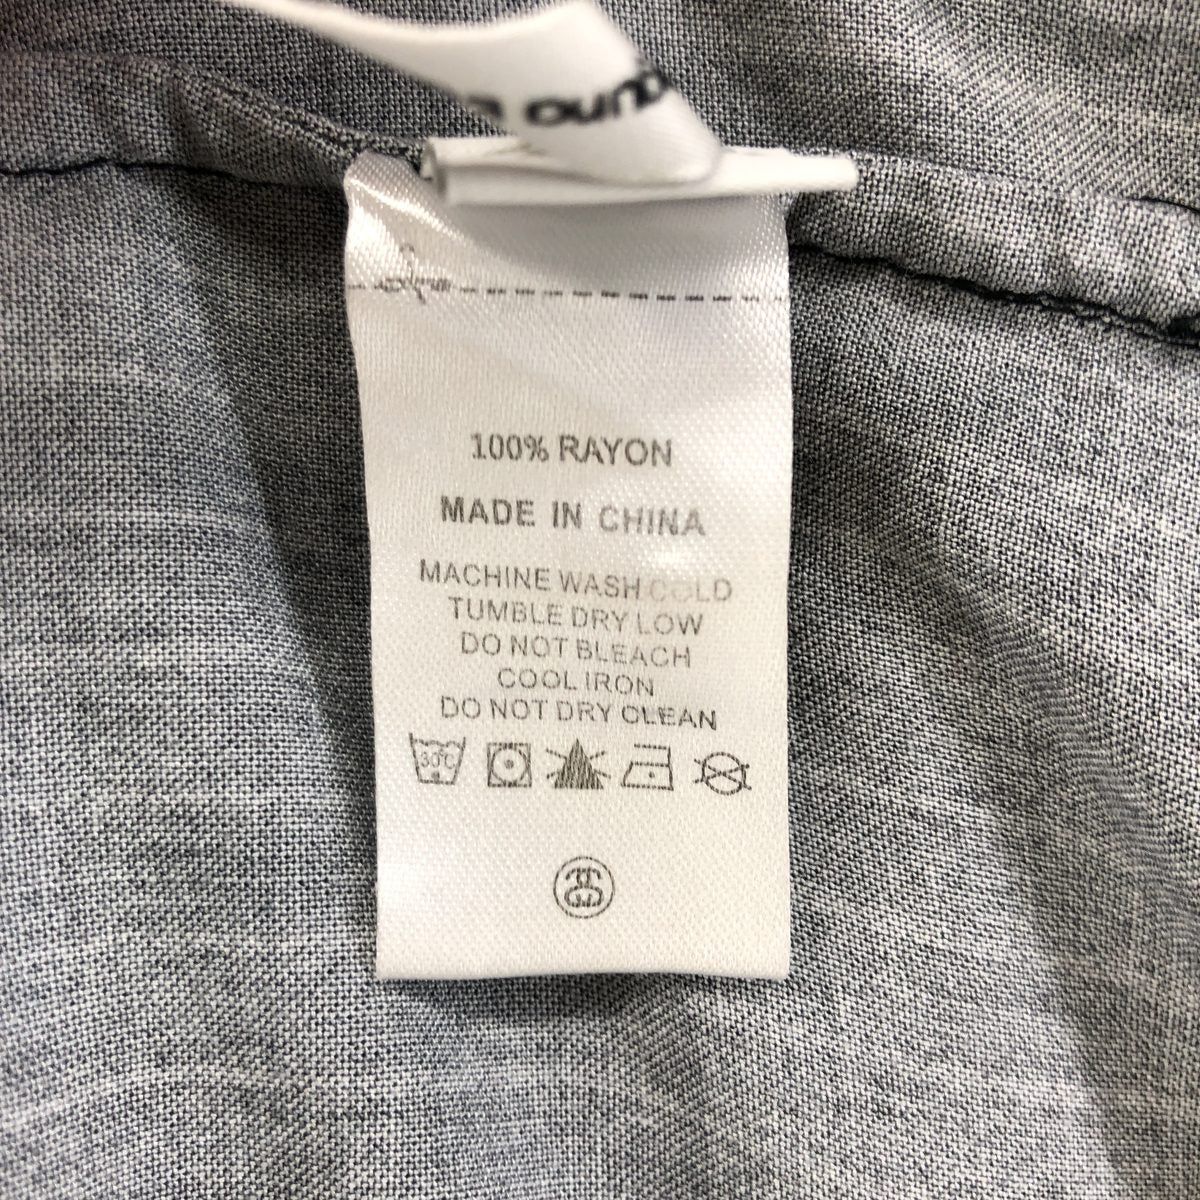 100% RAYON
MADE IN CHINA
MACHINE WASH COLD
TUMBLE DRY LOW
DO NOT BLEACH
COOL IRON
DO NOT DRY CLEAN
30°C